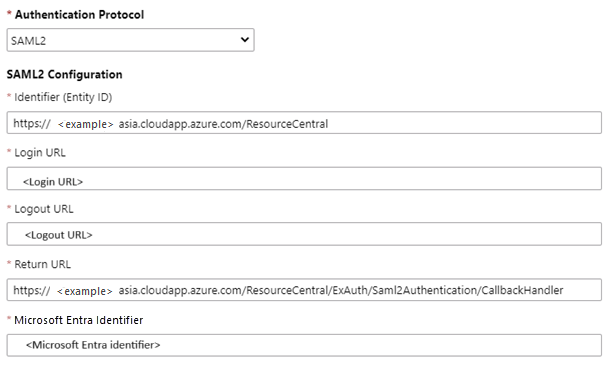 * Authentication Protocol
SAML2
SAML2 Configuration
* Identifier (Entity ID)
https:// <example> asia.cloudapp.azure.com/ResourceCentral
* Login URL
<Login URL>
* Logout URL
<Logout URL>
* Return URL
https:// <example> asia.cloudapp.azure.com/ResourceCentral/ExAuth/Saml2Authentication/CallbackHandler
* Microsoft Entra Identifier
<Microsoft Entra identifier>